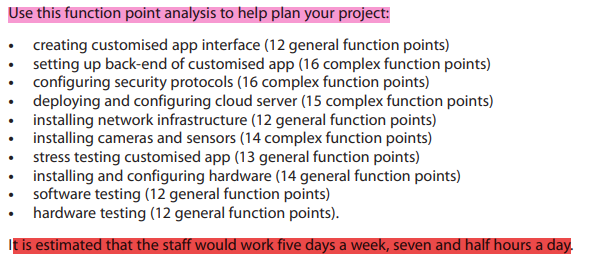 Use this function point analysis to help plan your project:
• creating customised app interface (12 general function points)
• setting up back-end of customised app (16 complex function points)
• configuring security protocols (16 complex function points)
• deploying and configuring cloud server (15 complex function points)
• installing network infrastructure (12 general function points)
• installing cameras and sensors (14 complex function points)
• stress testing customised app (13 general function points)
• installing and configuring hardware (14 general function points)
• software testing (12 general function points)
• hardware testing (12 general function points).
It is estimated that the staff would work five days a week, seven and half hours a day.